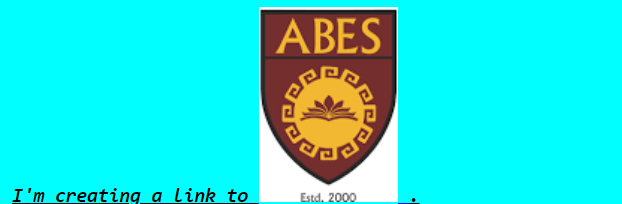 ABES
Estd. 2000
I'm creating a link to .